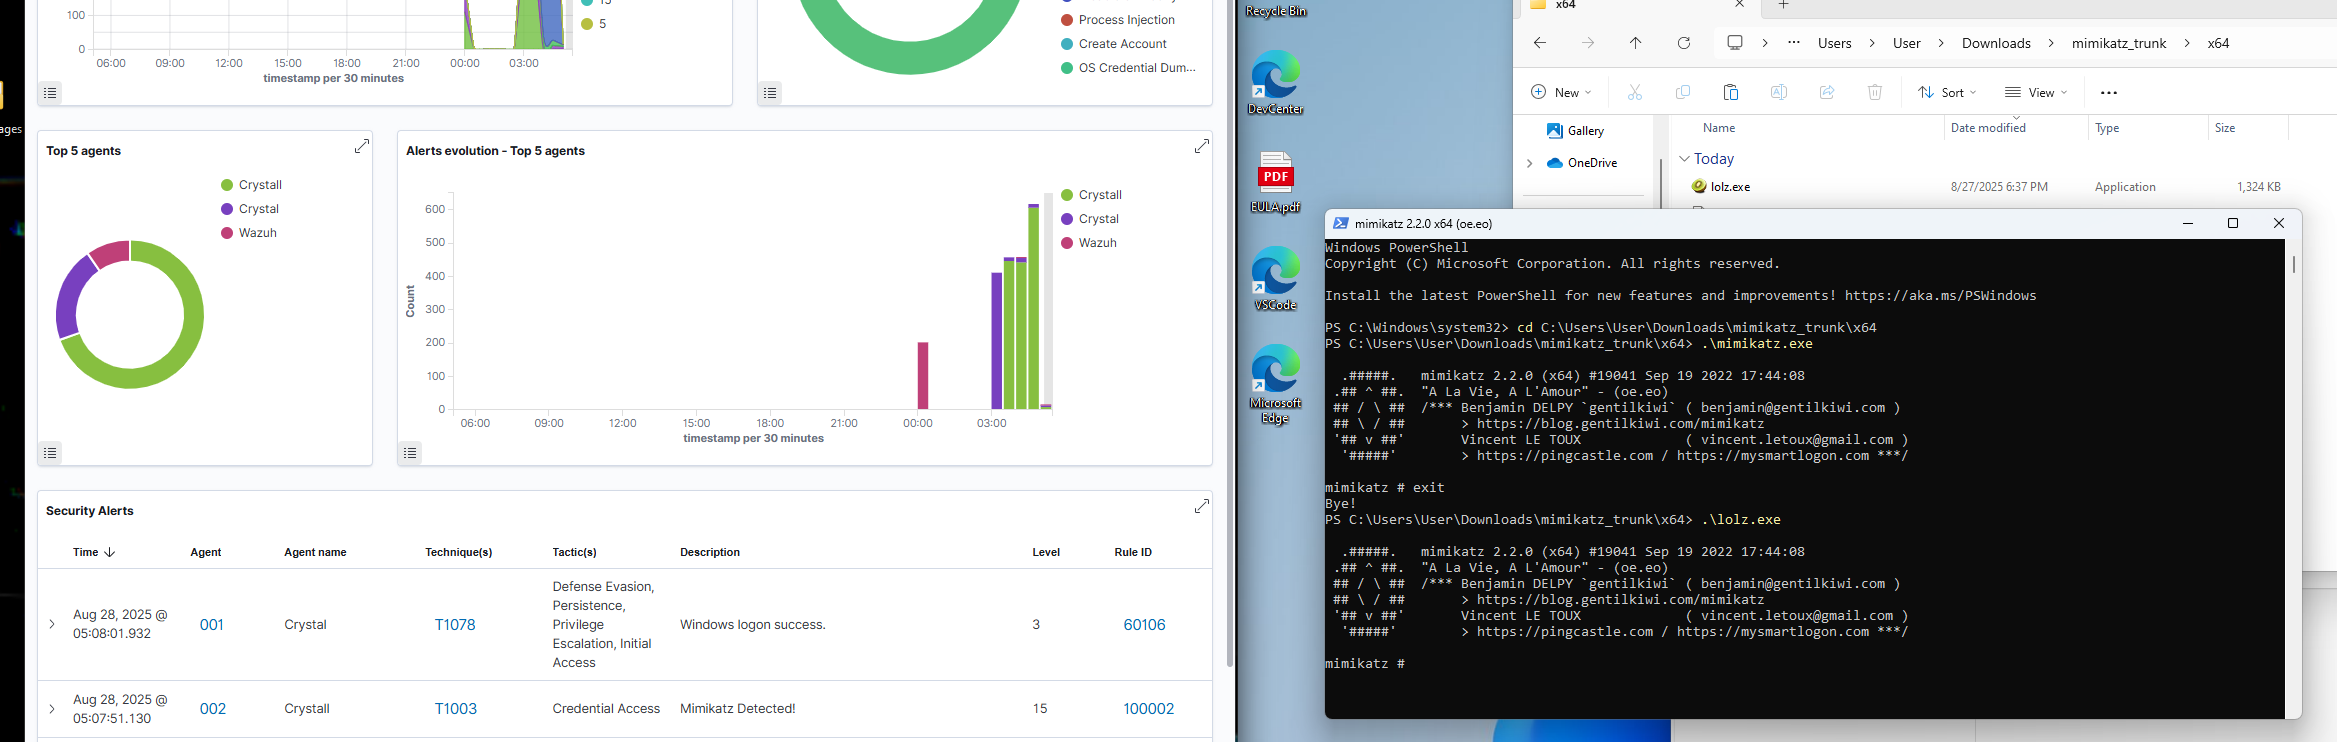 100
0
06:00 09:00 12:00 15:00 18:00 21:00 00:00 03:00
timestamp per 30 minutes
5
Process Injection
Create Account
OS Credential Dum...
Top 5 agents
Crystall
Crystal
Wazuh
Alerts evolution - Top 5 agents
600
500
400
300
200
100
0
Count
06:00 09:00 12:00 15:00 18:00 21:00 00:00 03:00
timestamp per 30 minutes
Crystall
Crystal
Wazuh
Security Alerts
Time Agent Agent name Technique(s) Tactic(s) Description Level Rule ID
Aug 28, 2025 @ 05:08:01.932 001 Crystal T1078 Defense Evasion, Persistence, Privilege Escalation, Initial Access Windows logon success. 3 60106
Aug 28, 2025 @ 05:07:51.130 002 Crystall T1003 Credential Access Mimikatz Detected! 15 100002
ages
Recycle Bin
DevCenter
PDF
EULA.pdf
VSCode
Microsoft Edge
x64
... Users > User > Downloads > mimikatz_trunk > x64
New Sort View ...
Gallery
OneDrive
Name Date modified Type Size
Today
lolz.exe 8/27/2025 6:37 PM Application 1,324 KB
mimikatz 2.2.0 x64 (oe.eo)
Windows PowerShell
Copyright (C) Microsoft Corporation. All rights reserved.
Install the latest PowerShell for new features and improvements! https://aka.ms/PSWindows
PS C:\Windows\system32> cd C:\Users\User\Downloads\mimikatz_trunk\x64
PS C:\Users\User\Downloads\mimikatz_trunk\x64> .\mimikatz.exe
  .#####.   mimikatz 2.2.0 (x64) #19041 Sep 19 2022 17:44:08
 .## ^ ##.  "A La Vie, A L'Amour" - (oe.eo)
 ## / \ ##  /*** Benjamin DELPY `gentilkiwi` ( benjamin@gentilkiwi.com )
 ## \ / ##       > https://blog.gentilkiwi.com/mimikatz
 '## v ##'       Vincent LE TOUX             ( vincent.letoux@gmail.com )
  '#####'        > https://pingcastle.com / https://mysmartlogon.com ***/
mimikatz # exit
Bye!
PS C:\Users\User\Downloads\mimikatz_trunk\x64> .\lolz.exe
  .#####.   mimikatz 2.2.0 (x64) #19041 Sep 19 2022 17:44:08
 .## ^ ##.  "A La Vie, A L'Amour" - (oe.eo)
 ## / \ ##  /*** Benjamin DELPY `gentilkiwi` ( benjamin@gentilkiwi.com )
 ## \ / ##       > https://blog.gentilkiwi.com/mimikatz
 '## v ##'       Vincent LE TOUX             ( vincent.letoux@gmail.com )
  '#####'        > https://pingcastle.com / https://mysmartlogon.com ***/
mimikatz #